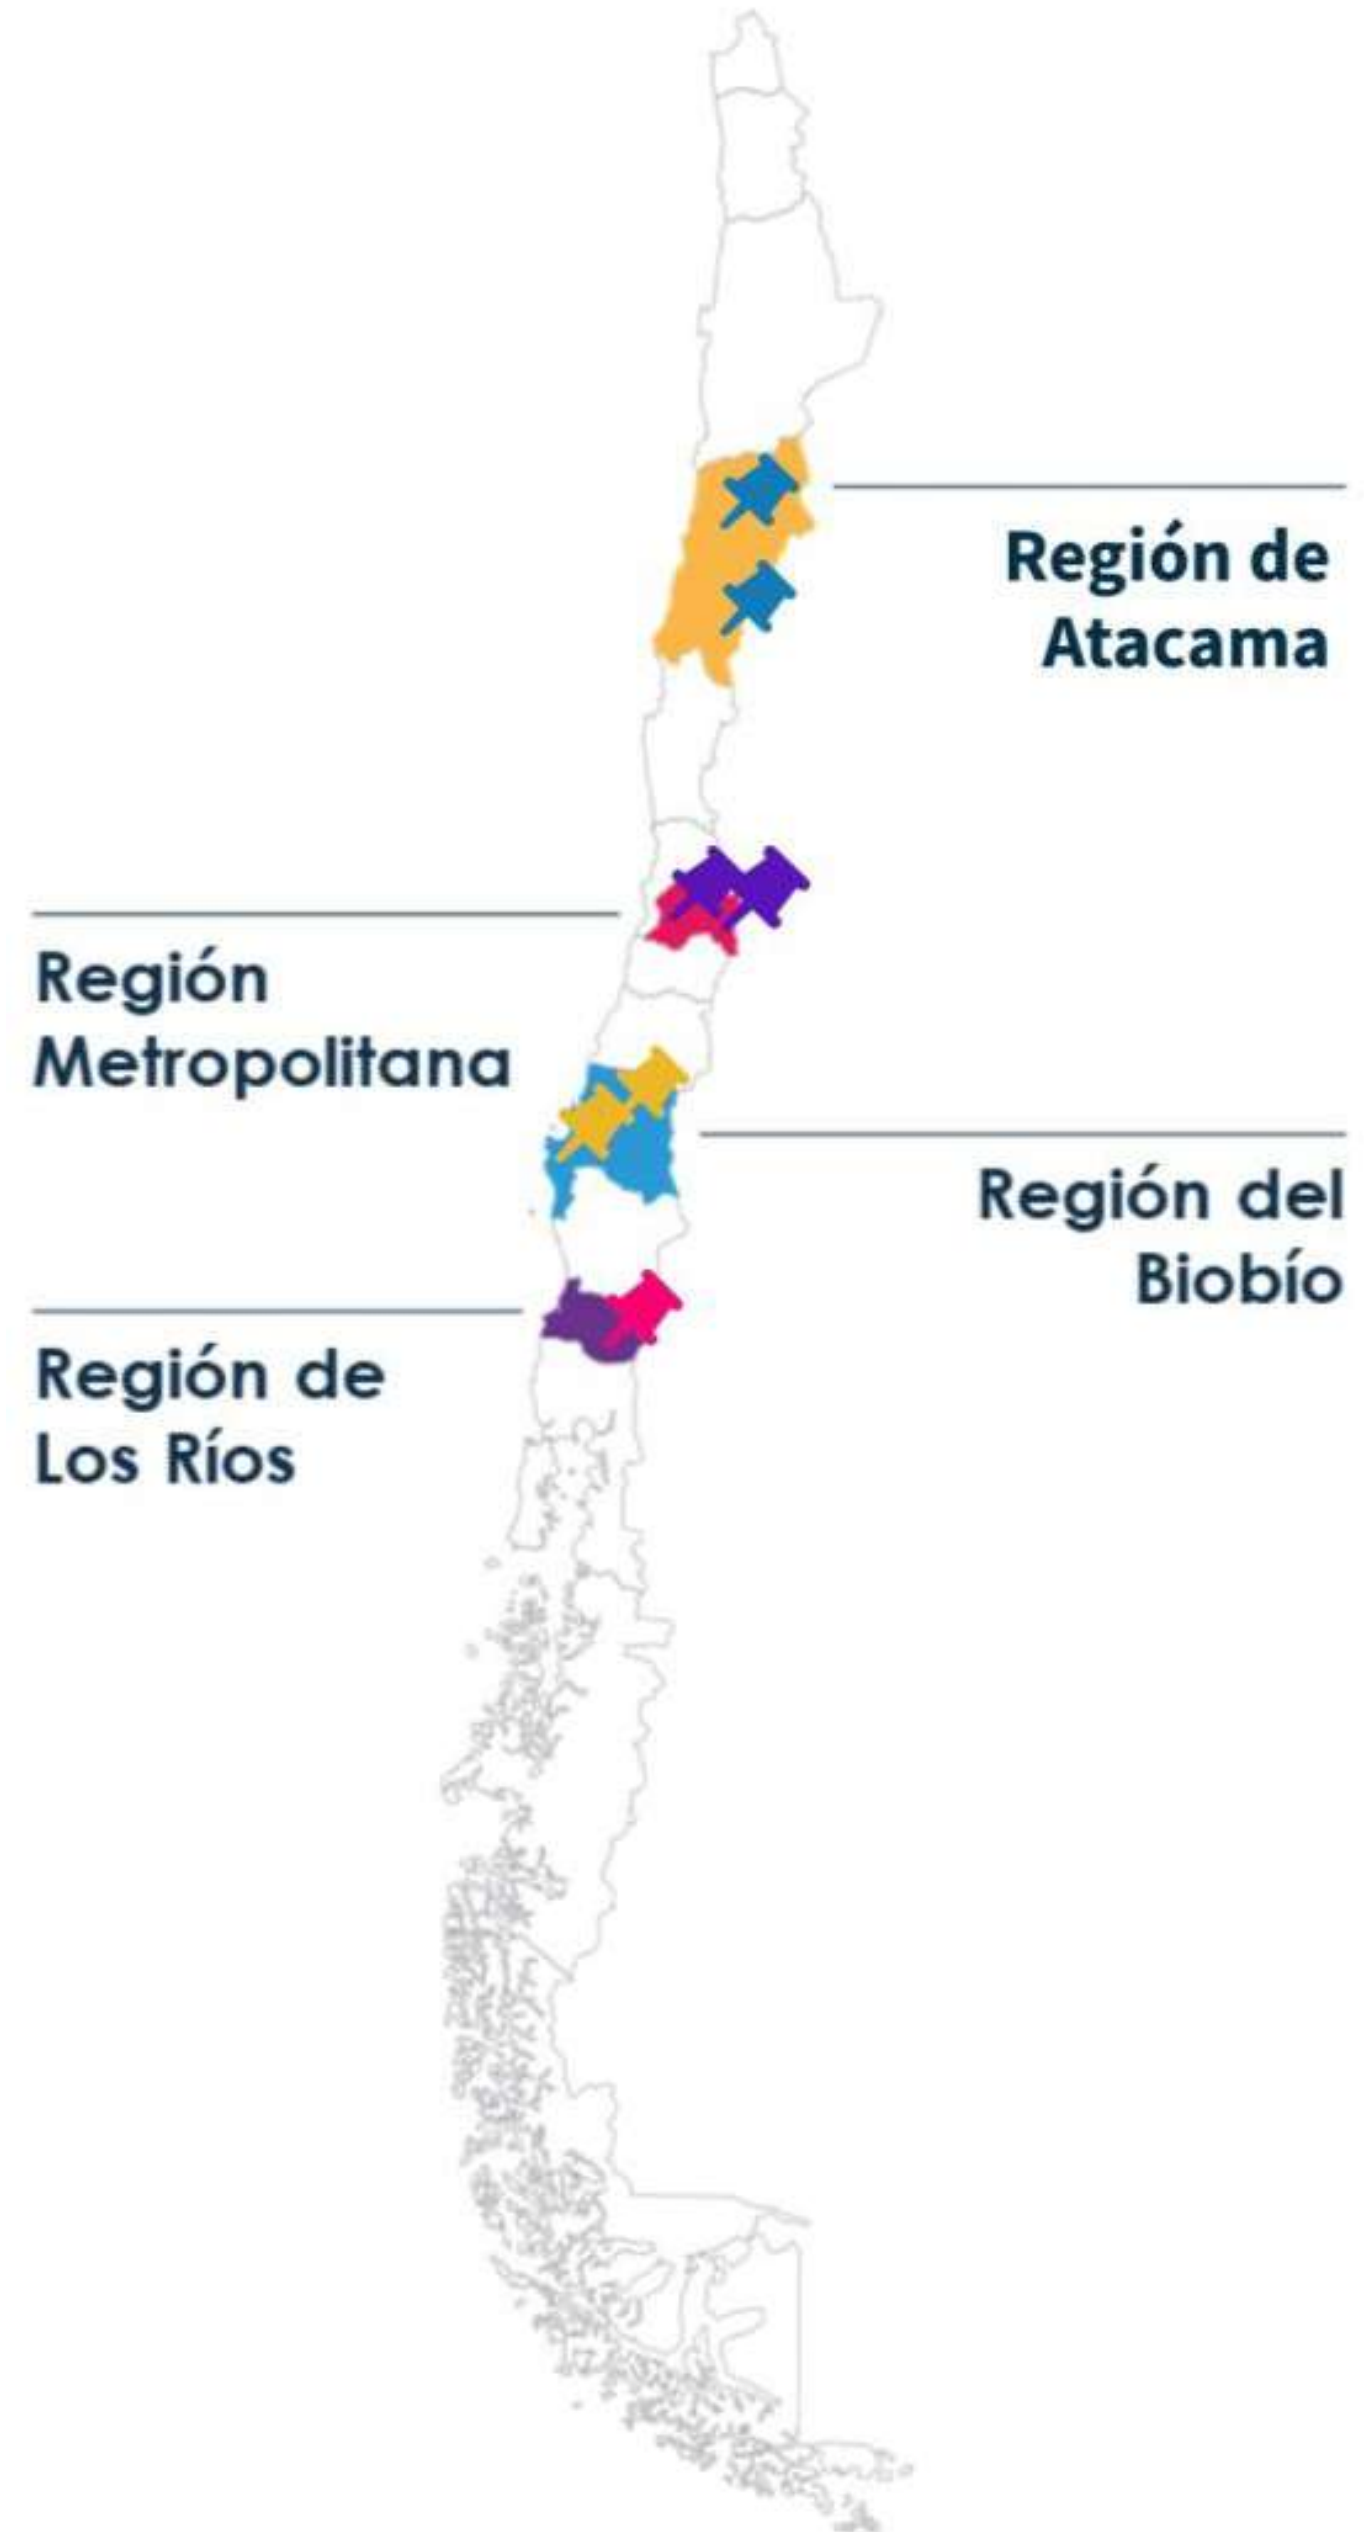 Región de
Atacama
Región
Metropolitana
Región del
Biobío
Región de
Los Ríos